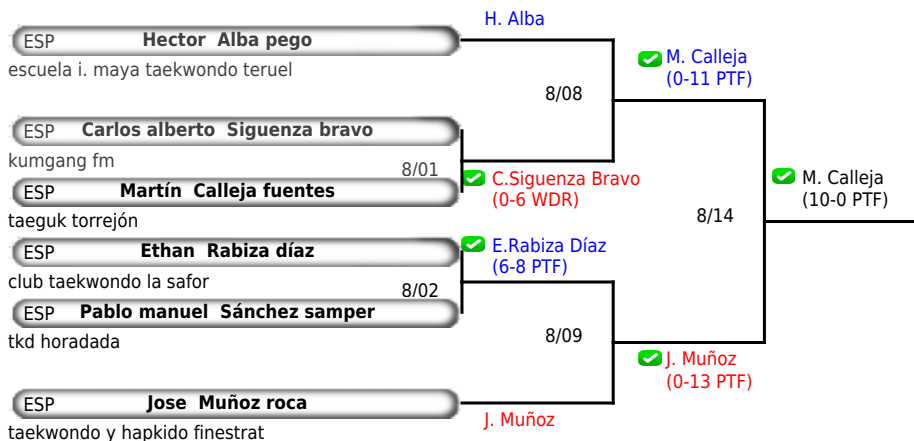 H. Alba
ESP Hector Alba pego
escuela i. maya taekwondo teruel
M. Calleja
(0-11 PTF)
8/08
ESP Carlos alberto Siguenza bravo
kumgang fm
8/01
C.Siguenza Bravo
(0-6 WDR)
ESP Martín Calleja fuentes
taeguk torrejón
M. Calleja
(10-0 PTF)
8/14
ESP Ethan Rabiza díaz
club taekwondo la safor
E.Rabiza Díaz
(6-8 PTF)
8/02
ESP Pablo manuel Sánchez samper
tkd horadada
8/09
J. Muñoz
(0-13 PTF)
ESP Jose Muñoz roca
taekwondo y hapkido finestrat
J. Muñoz